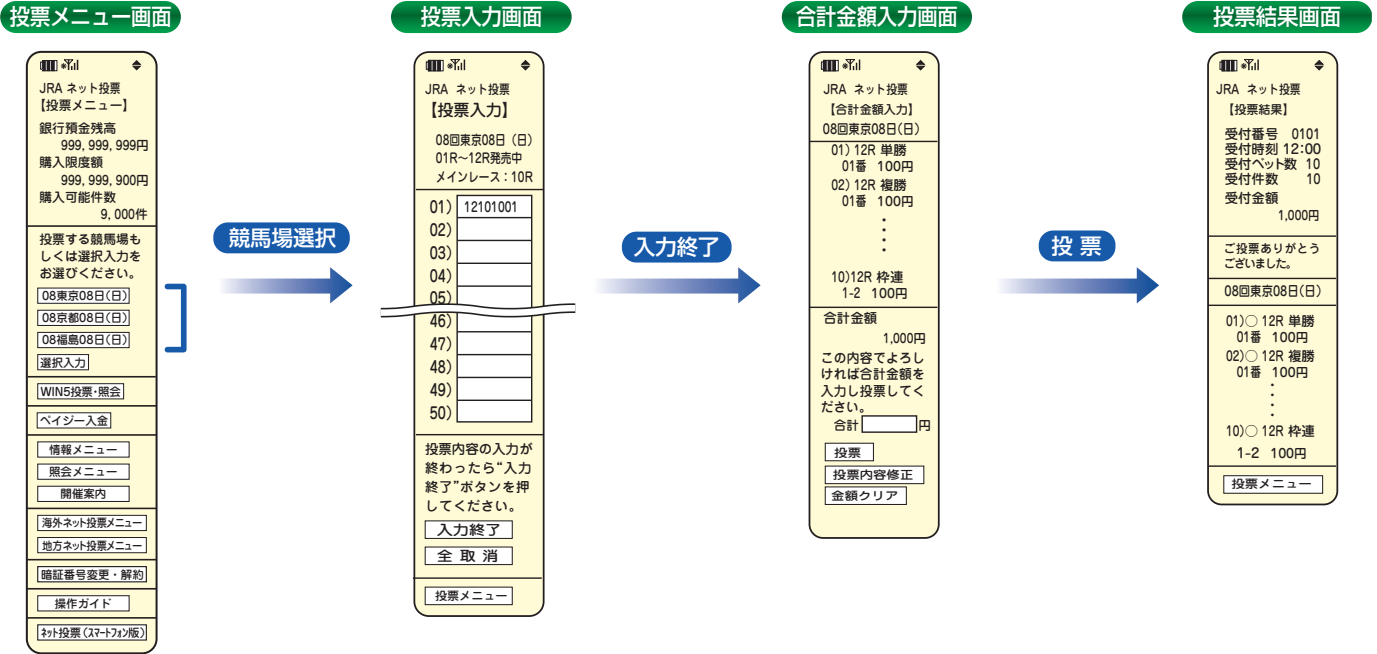 投票メニュー画面
JRA ネット投票
【投票メニュー】
銀行預金残高
999,999,999円
購入限度額
999,999,900円
購入可能件数
9,000件
投票する競馬場も
しくは選択入力を
お選びください。
08東京08日(日)
08京都08日(日)
08福島08日(日)
選択入力
WIN5投票・照会
ペイジー入金
情報メニュー
照会メニュー
開催案内
海外ネット投票メニュー
地方ネット投票メニュー
暗証番号変更・解約
操作ガイド
ネット投票(スマートフォン版)
競馬場選択
投票入力画面
JRA ネット投票
【投票入力】
08回東京08日(日)
01R〜12R発売中
メインレース:10R
01) 12101001
02)
03)
04)
05)
46)
47)
48)
49)
50)
投票内容の入力が
終わったら“入力
終了”ボタンを押
してください。
入力終了
全取消
投票メニュー
入力終了
合計金額入力画面
JRA ネット投票
【合計金額入力】
08回東京08日(日)
01) 12R 単勝
01番 100円
02) 12R 複勝
01番 100円
10)12R 枠連
1-2 100円
合計金額
1,000円
この内容でよろし
ければ合計金額を
入力し投票してく
ださい。
合計 円
投票
投票内容修正
金額クリア
投票
投票結果画面
JRA ネット投票
【投票結果】
受付番号 0101
受付時刻 12:00
受付ベット数 10
受付件数 10
受付金額
1,000円
ご投票ありがとう
ございました。
08回東京08日(日)
01)○ 12R 単勝
01番 100円
02)○ 12R 複勝
01番 100円
10)○ 12R 枠連
1-2 100円
投票メニュー